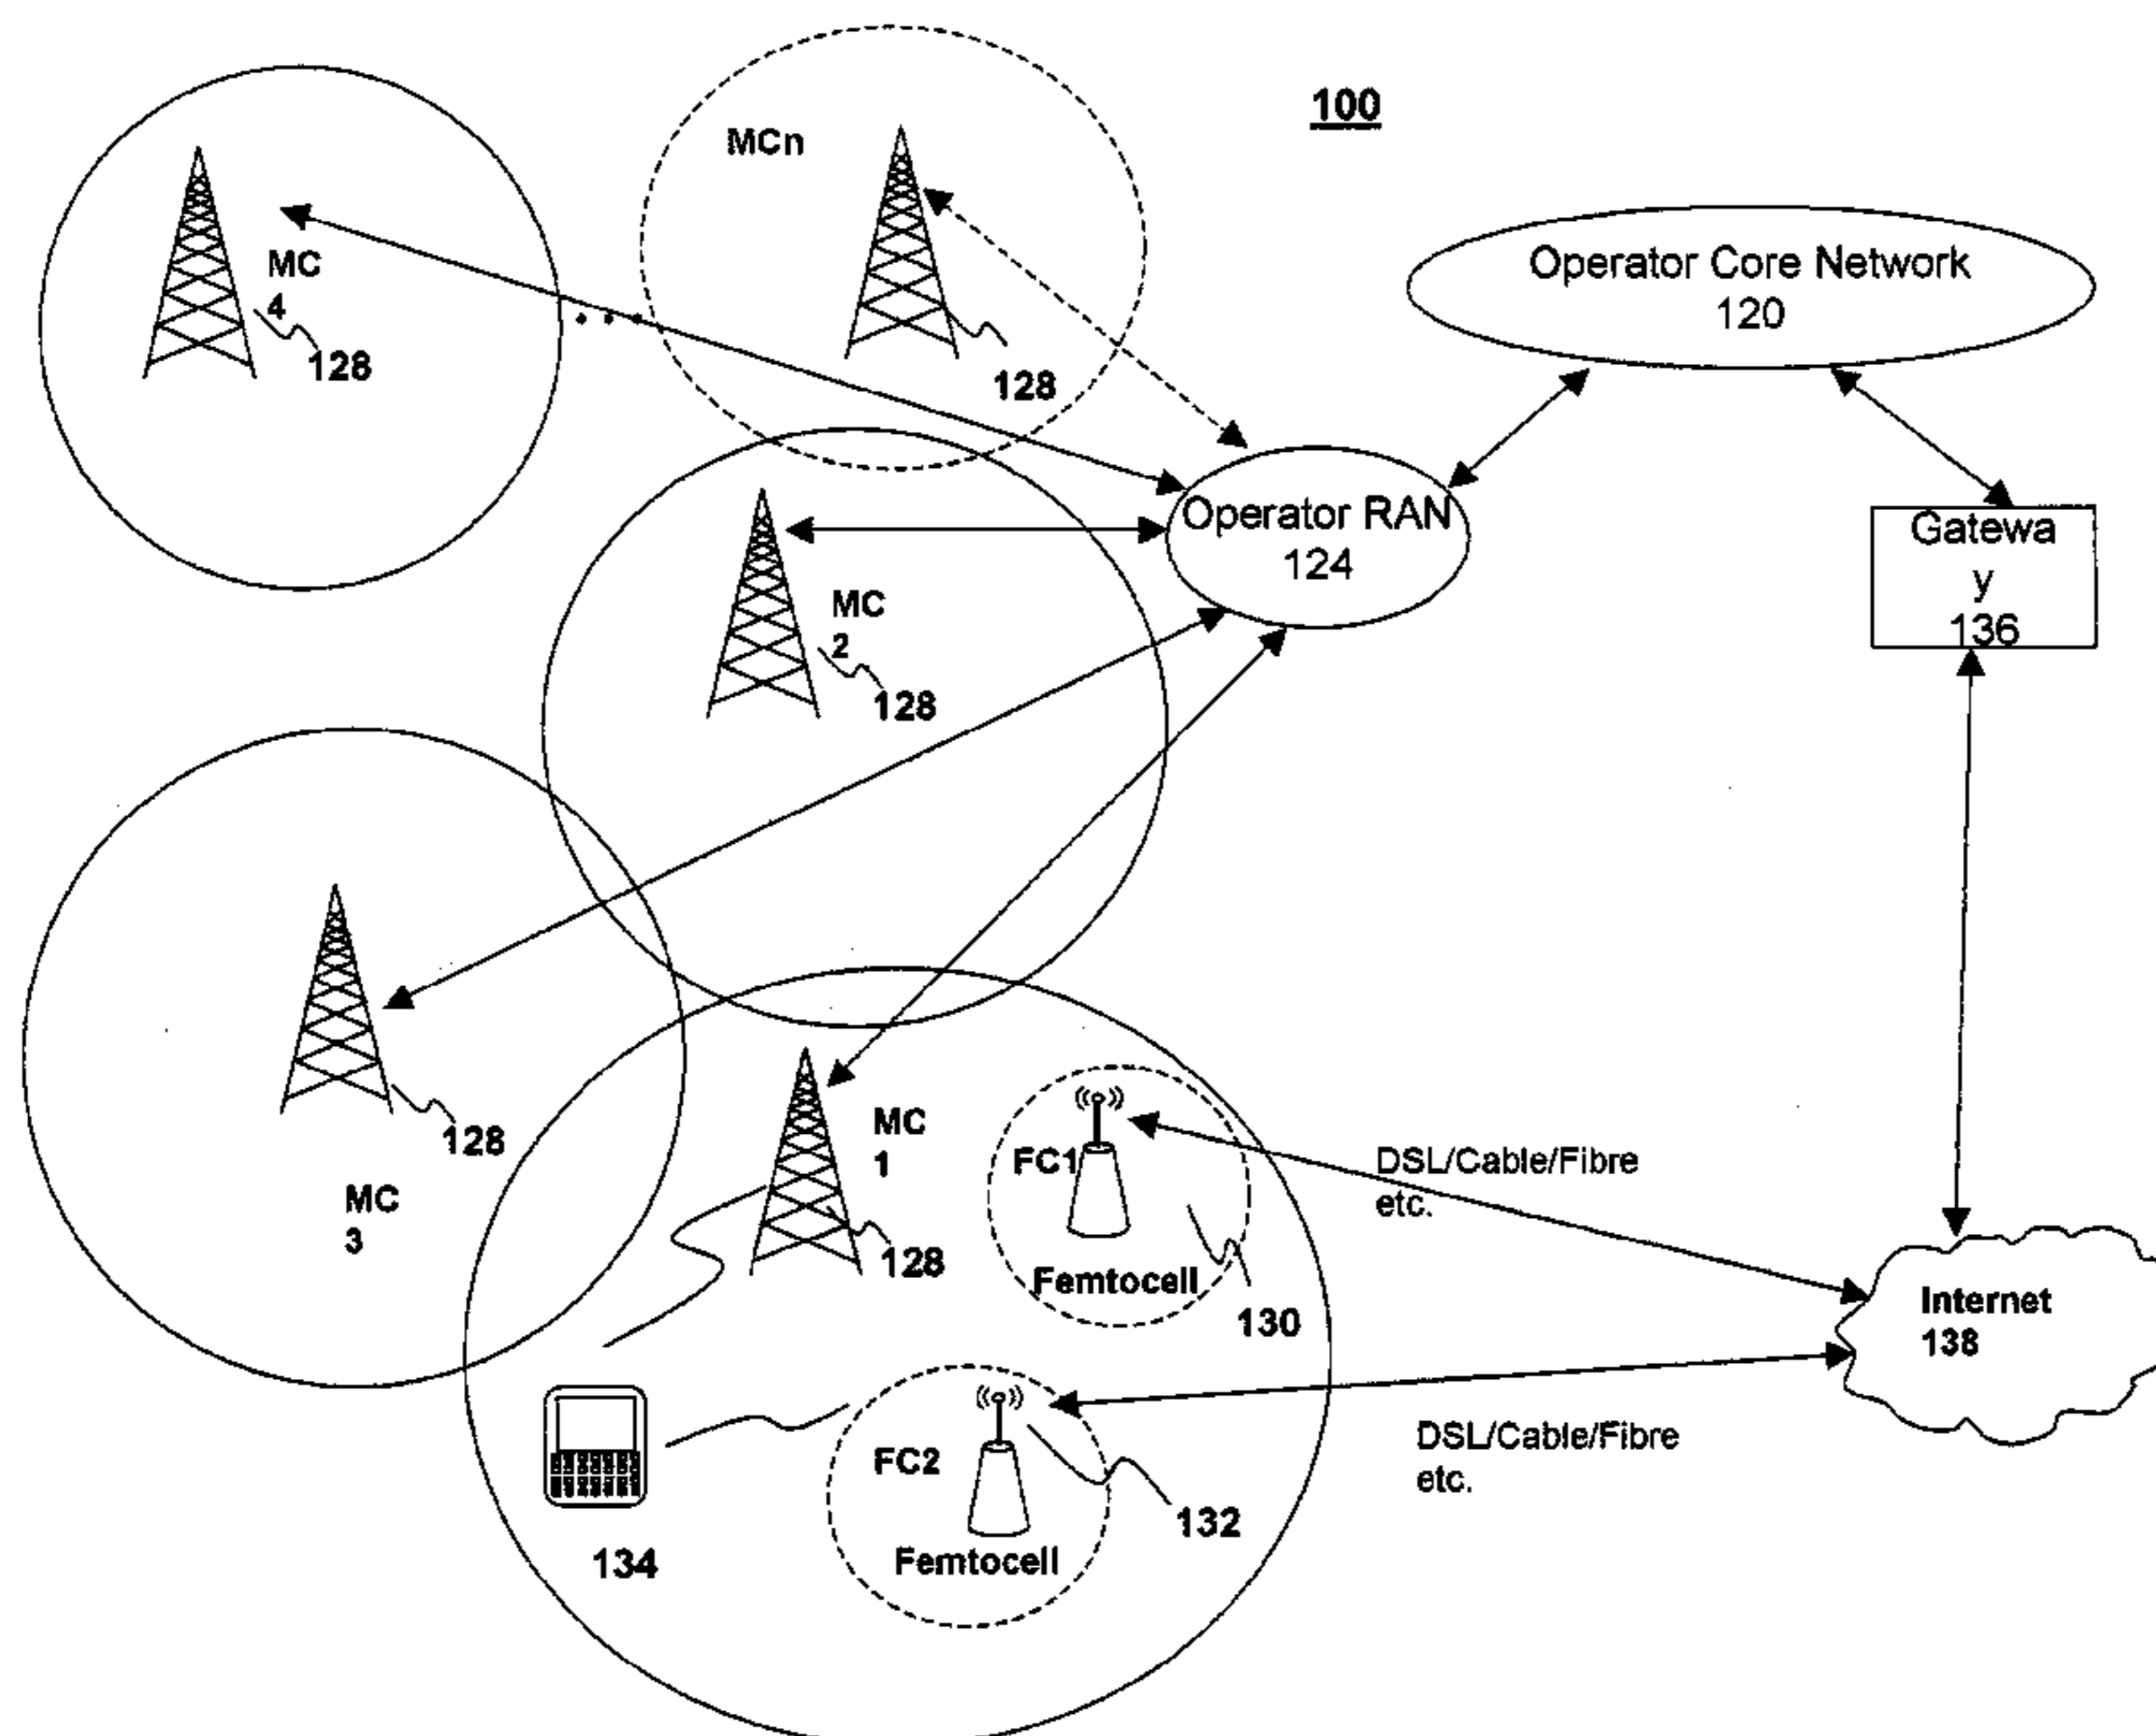 100
MCn
128
MC
4
128
Operator Core Network
120
Operator RAN
124
Gatewa
y
136
MC
2
128
128
MC
3
MC
1
128
FC1
Femtocell
130
DSL/Cable/Fibre
etc.
Internet
138
FC2
Femtocell
132
134
DSL/Cable/Fibre
etc.